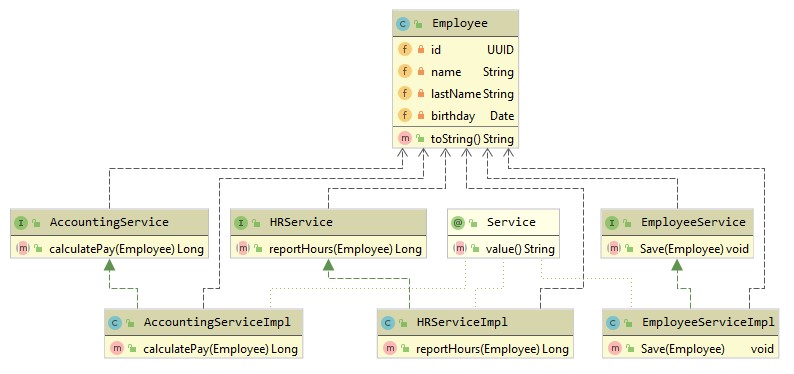 C Employee
f id UUID
f name String
f lastName String
f birthday Date
m toString() String
I AccountingService
m calculatePay(Employee) Long
I HRService
m reportHours(Employee) Long
@ Service
m value() String
I EmployeeService
m Save(Employee) void
C AccountingServiceImpl
m calculatePay(Employee) Long
C HRServiceImpl
m reportHours(Employee) Long
C EmployeeServiceImpl
m Save(Employee) void